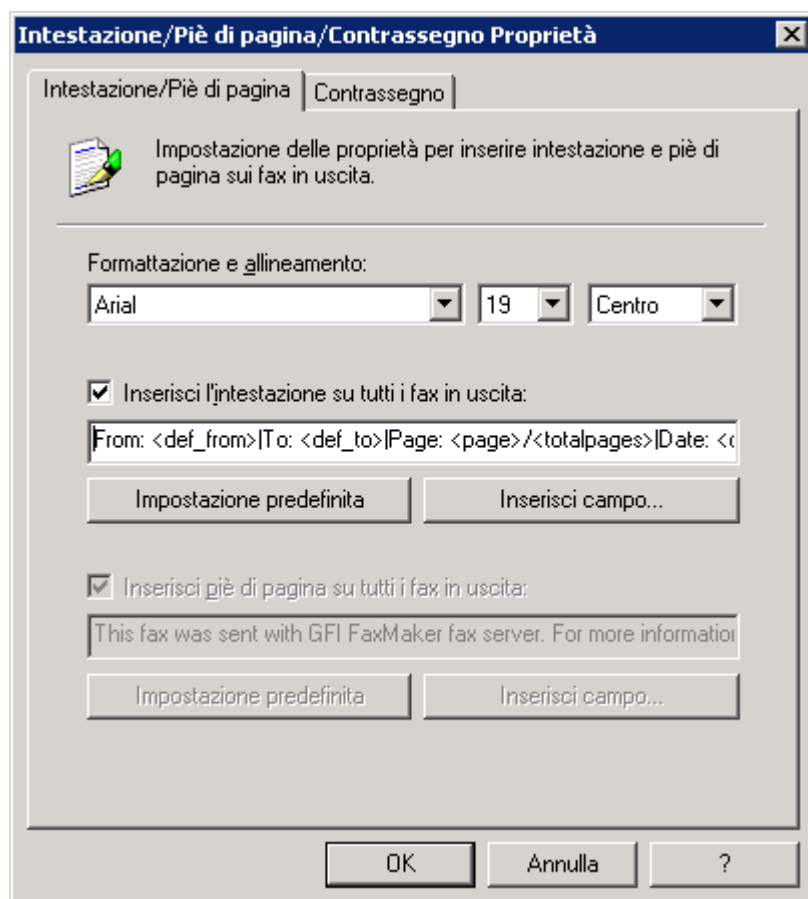 Intestazione/Piè di pagina/Contrassegno Proprietà
Intestazione/Piè di pagina
Contrassegno
Impostazione delle proprietà per inserire intestazione e piè di
pagina sui fax in uscita.
Formattazione e allineamento:
Arial
19
Centro
Inserisci l'intestazione su tutti i fax in uscita:
From: <def_from>|To: <def_to>|Page: <page>/<totalpages>|Date: <
Impostazione predefinita
Inserisci campo...
Inserisci piè di pagina su tutti i fax in uscita:
This fax was sent with GFI FaxMaker fax server. For more information
Impostazione predefinita
Inserisci campo...
OK
Annulla
?